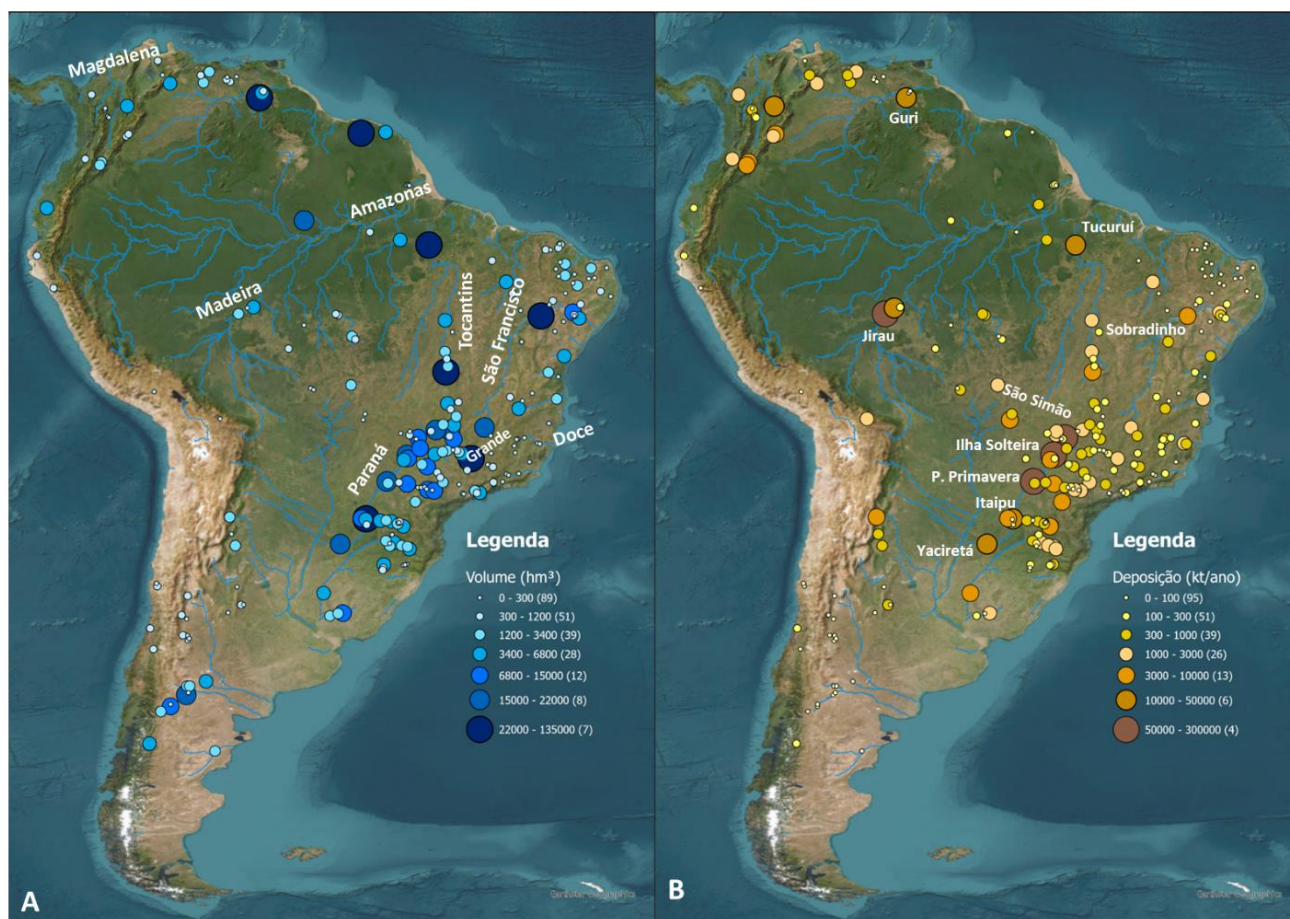 Magdalena
Amazonas
Madeira
Tocantins
São Francisco
Grande
Doce
Paraná
Legenda
Volume (hm³)
0 - 300 (89)
300 - 1200 (51)
1200 - 3400 (39)
3400 - 6800 (28)
6800 - 15000 (12)
15000 - 22000 (8)
22000 - 135000 (7)
A
Guri
Tucuruí
Jirau
Sobradinho
São Simão
Ilha Solteira
P. Primavera
Itaipu
Yaciretá
Legenda
Deposição (kt/ano)
0 - 100 (95)
100 - 300 (51)
300 - 1000 (39)
1000 - 3000 (26)
3000 - 10000 (13)
10000 - 50000 (6)
50000 - 300000 (4)
B